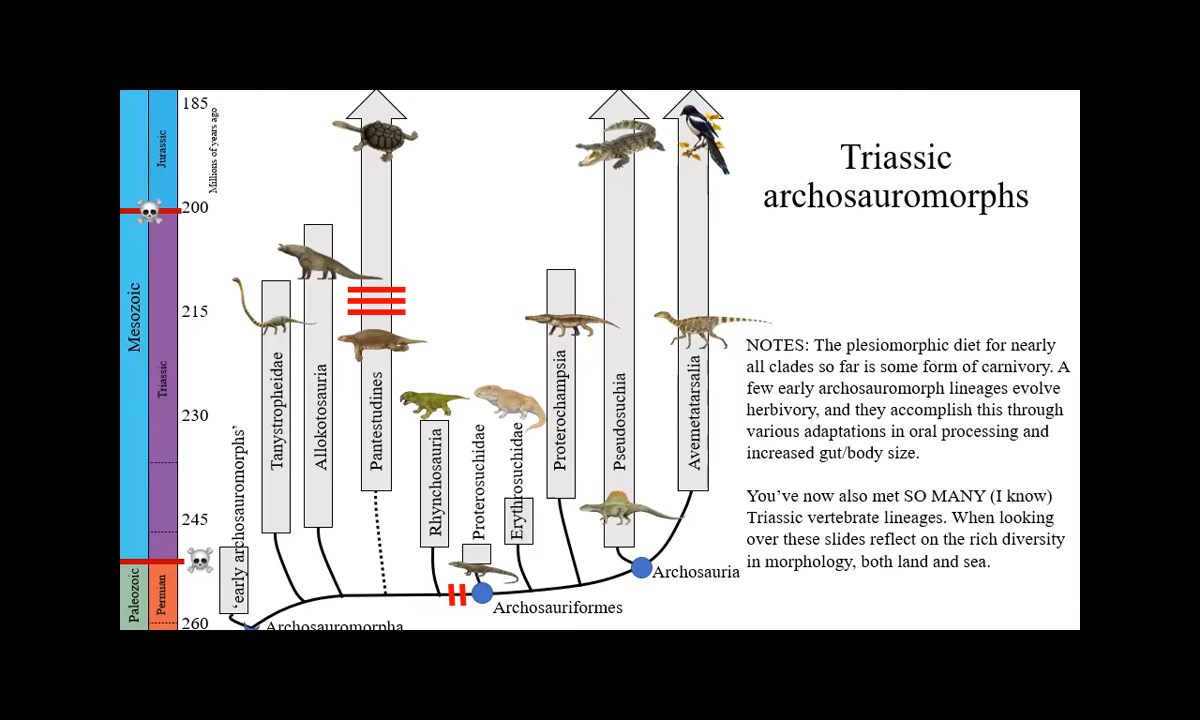 185
Millions of years ago
Jurassic
200
Triassic
archosauromorphs
Mesozoic
215
Triassic
230
245
260
Paleozoic
Permian
'early archosauromorphs'
Tanystropheidae
Allokotosauria
Pantestudines
Rhynchosauria
Proterosuchidae
Erythrosuchidae
Proterochampsia
Pseudosuchia
Avemetatarsalia
NOTES: The plesiomorphic diet for nearly
all clades so far is some form of carnivory. A
few early archosauromorph lineages evolve
herbivory, and they accomplish this through
various adaptations in oral processing and
increased gut/body size.
You've now also met SO MANY (I know)
Triassic vertebrate lineages. When looking
over these slides reflect on the rich diversity
in morphology, both land and sea.
Archosauria
Archosauriformes
Archosauromorpha